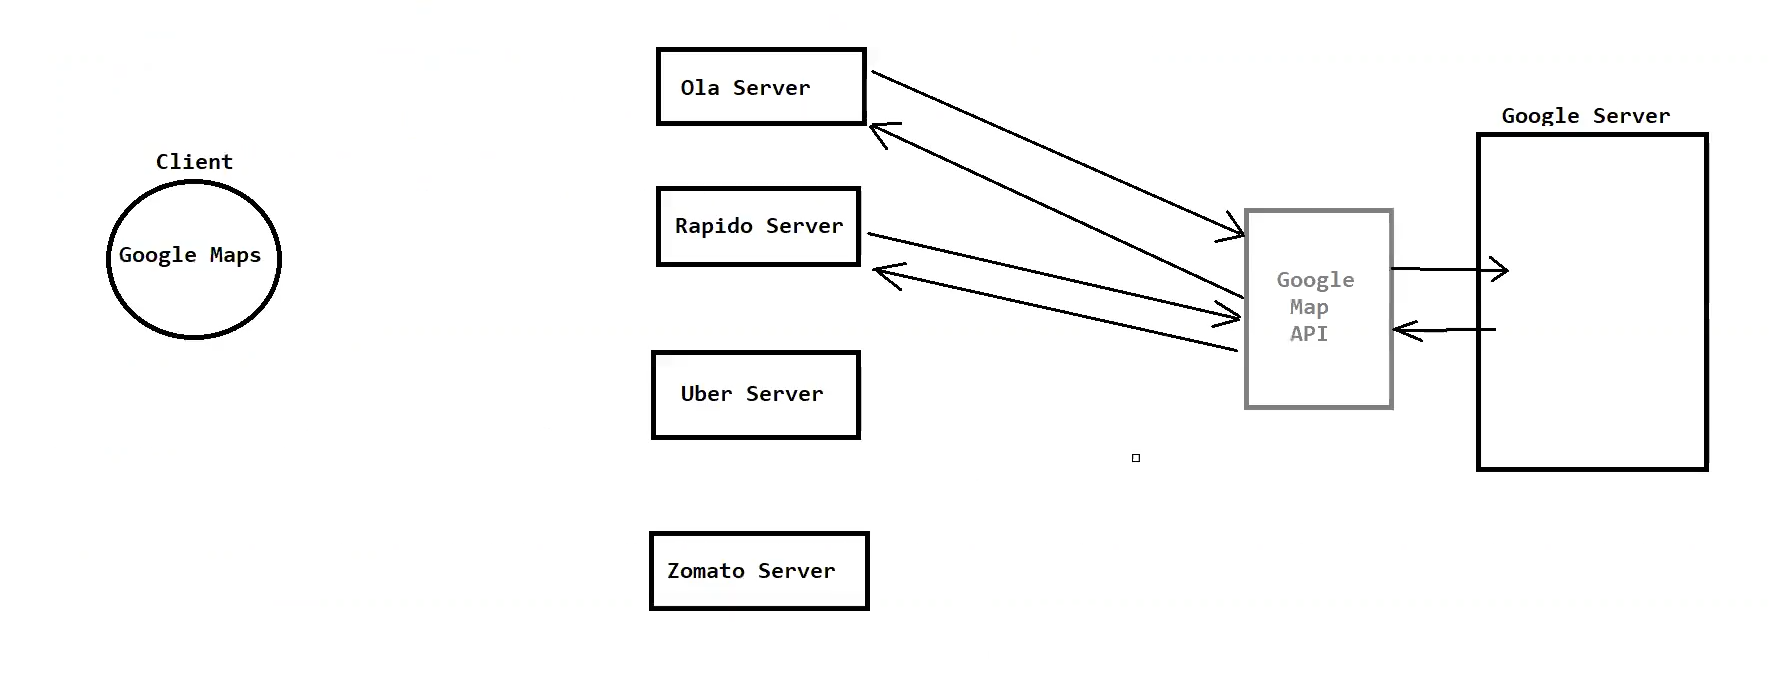 Client
Google Maps
Ola Server
Rapido Server
Uber Server
Zomato Server
Google
Map
API
Google Server